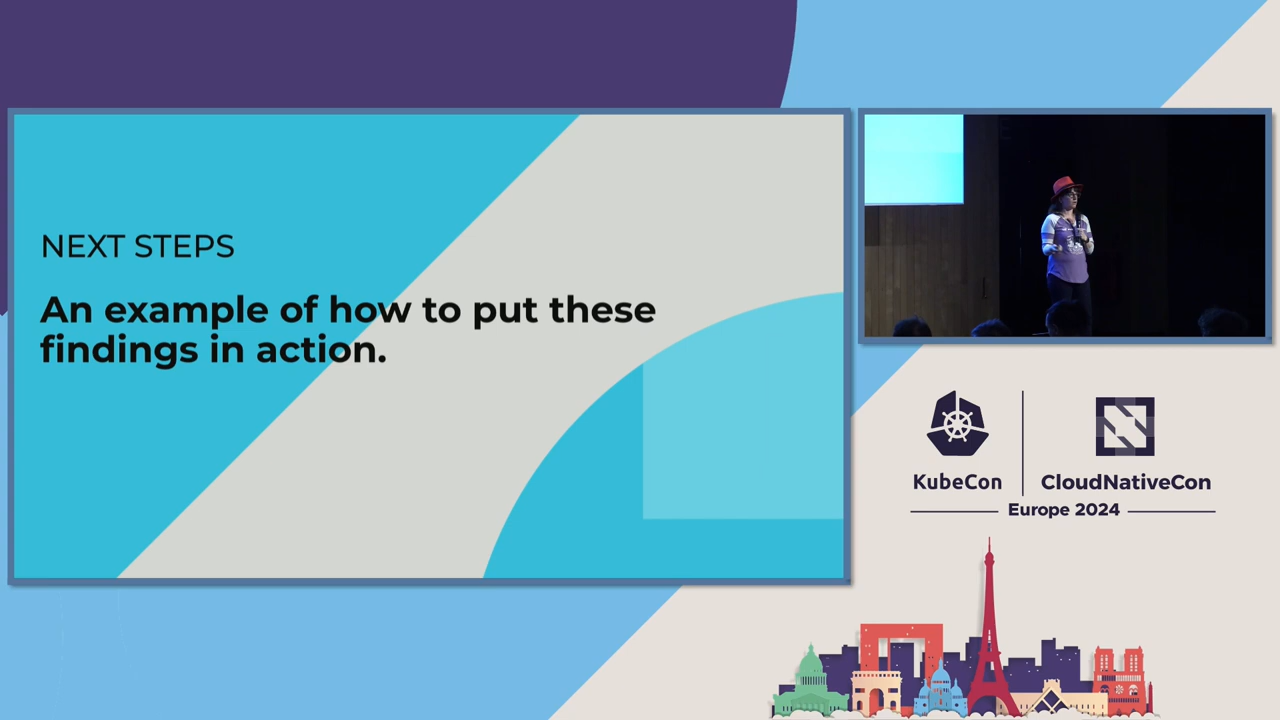 NEXT STEPS
An example of how to put these
findings in action.
KubeCon
CloudNativeCon
Europe 2024